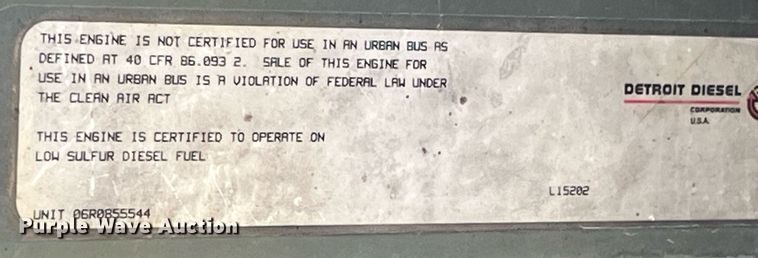 THIS ENGINE IS NOT CERTIFIED FOR USE IN AN URBAN BUS AS
DEFINED AT 40 CFR 86.093 2. SALE OF THIS ENGINE FOR
USE IN AN URBAN BUS IS A VIOLATION OF FEDERAL LAW UNDER
THE CLEAN AIR ACT
THIS ENGINE IS CERTIFIED TO OPERATE ON
LOW SULFUR DIESEL FUEL
DETROIT DIESEL
CORPORATION
U.S.A.
L15202
UNIT 06R0855544
Purple Wave Auction